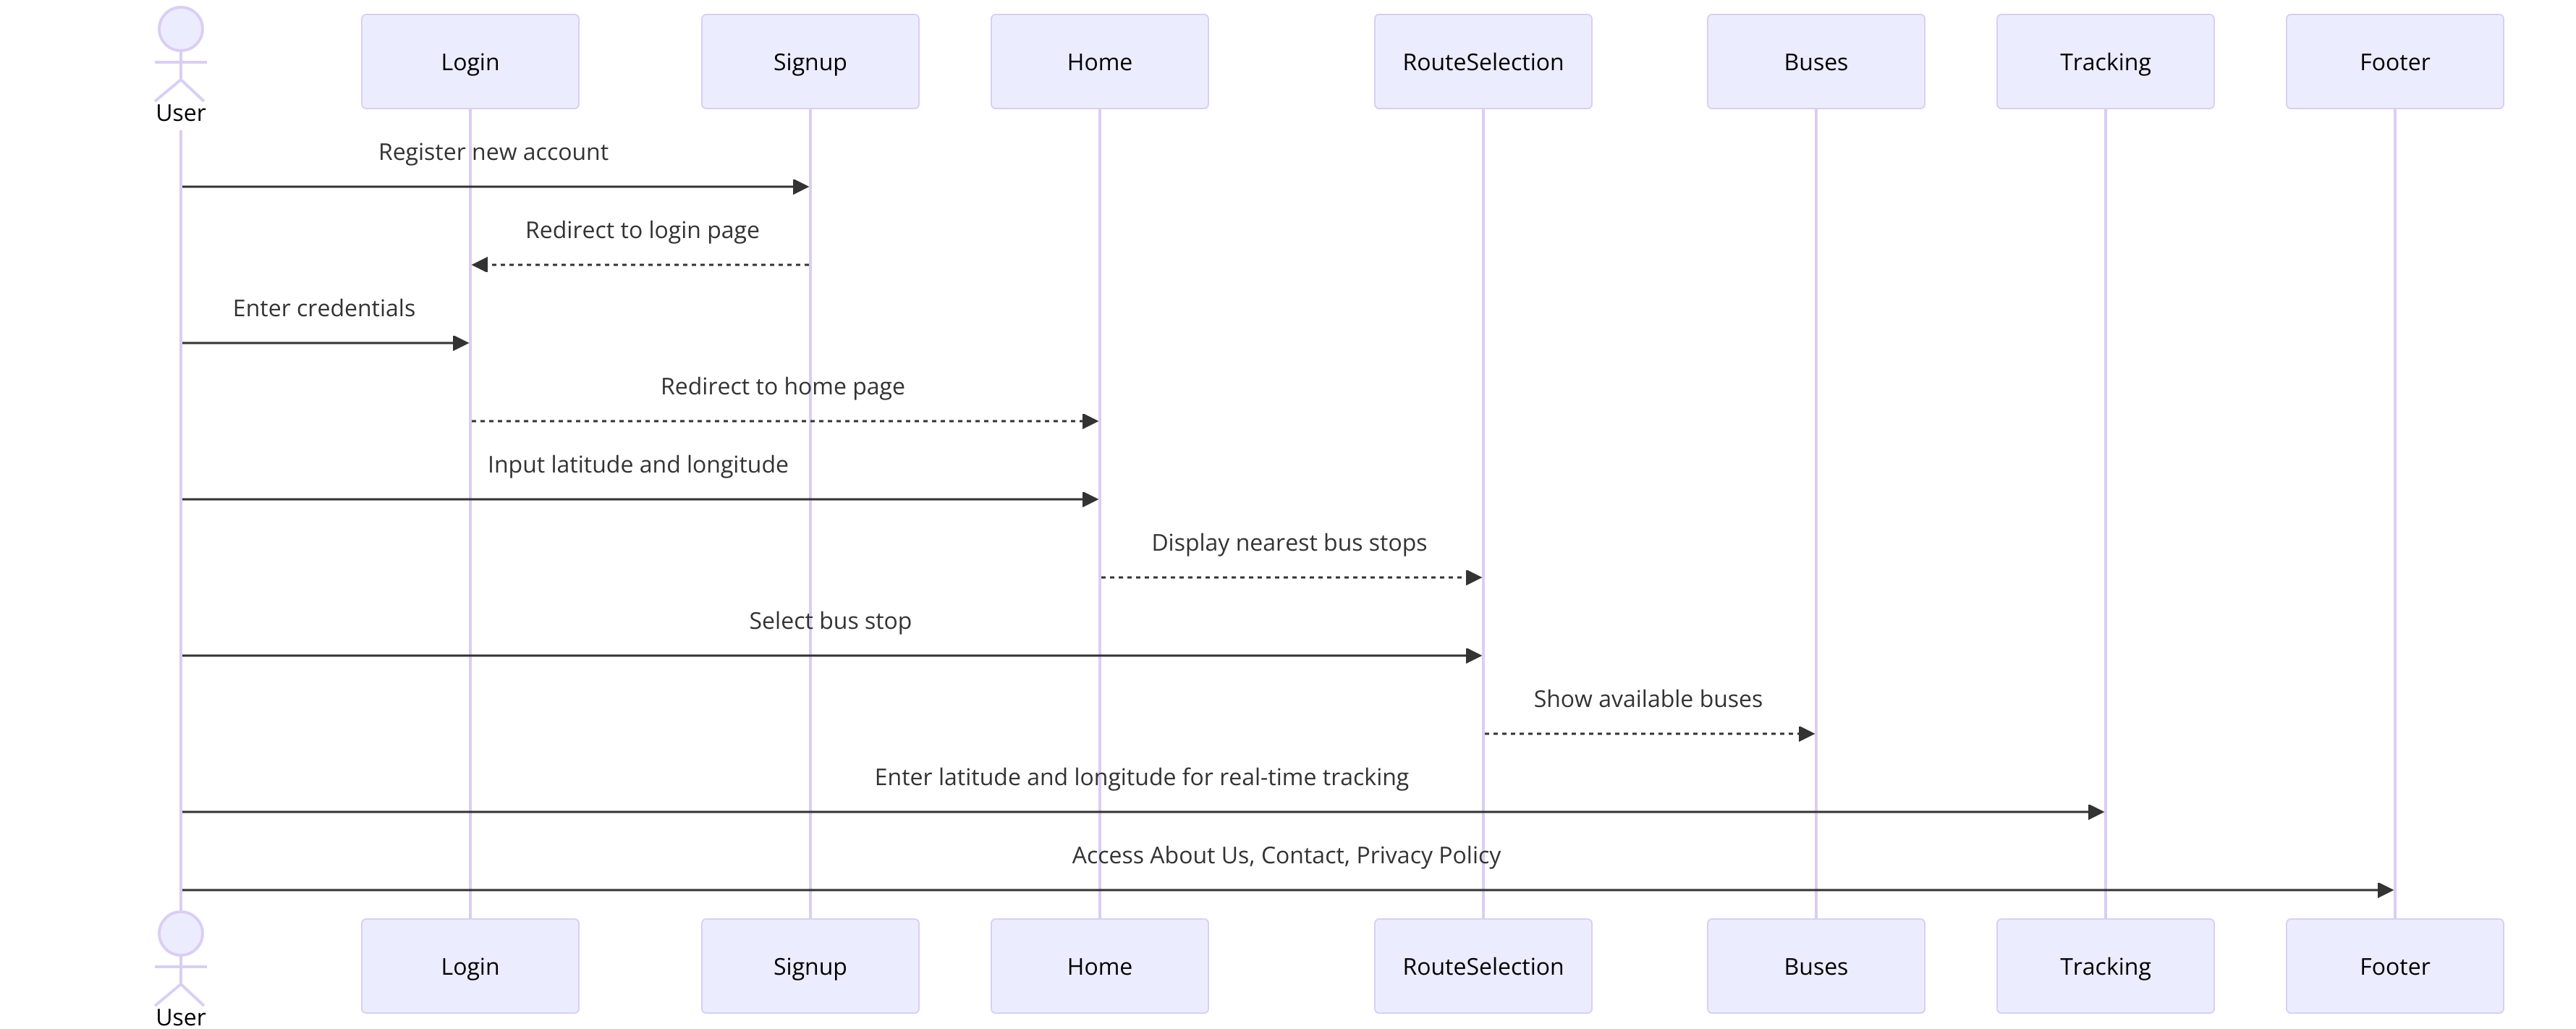 User
Login
Signup
Home
RouteSelection
Buses
Tracking
Footer
Register new account
Redirect to login page
Enter credentials
Redirect to home page
Input latitude and longitude
Display nearest bus stops
Select bus stop
Show available buses
Enter latitude and longitude for real-time tracking
Access About Us, Contact, Privacy Policy
User
Login
Signup
Home
RouteSelection
Buses
Tracking
Footer